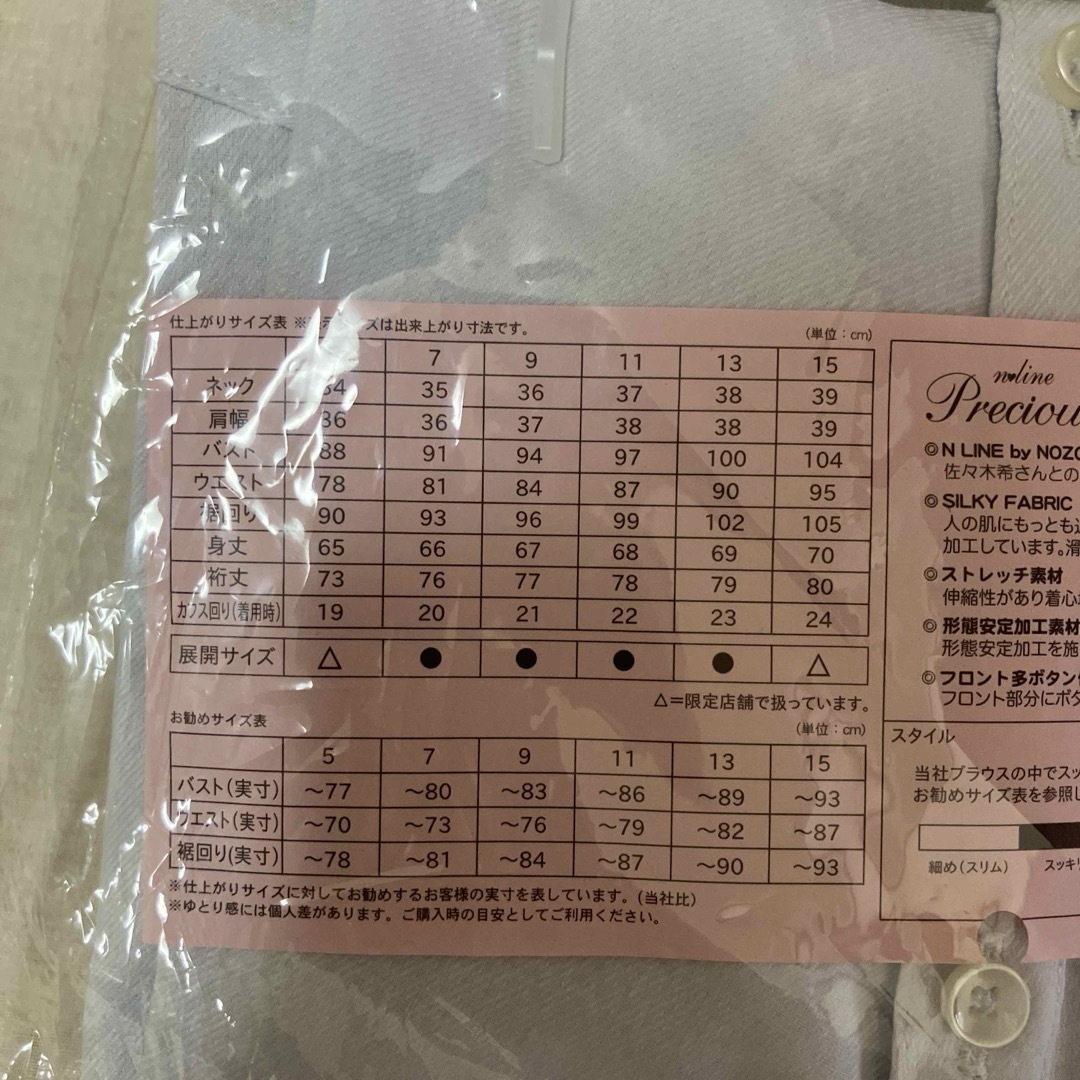 仕上がりサイズ表 ※ ズは出来上がり寸法です。
(単位：cm)
7 9 11 13 15
ネック 34 35 36 37 38 39
肩幅 36 36 37 38 38 39
バスト 88 91 94 97 100 104
ウエスト 78 81 84 87 90 95
裾回り 90 93 96 99 102 105
身丈 65 66 67 68 69 70
裄丈 73 76 77 78 79 80
カフス回り(着用時) 19 20 21 22 23 24
展開サイズ △ ● ● ● ● △
△＝限定店舗で扱っています。
お勧めサイズ表
(単位：cm)
5 7 9 11 13 15
バスト(実寸) 〜77 〜80 〜83 〜86 〜89 〜93
ウエスト(実寸) 〜70 〜73 〜76 〜79 〜82 〜87
裾回り(実寸) 〜78 〜81 〜84 〜87 〜90 〜93
※仕上がりサイズに対してお勧めするお客様の実寸を表しています。(当社比)
※ゆとり感には個人差があります。ご購入時の目安としてご利用ください。
n♥line
Preciou
◎N LINE by NOZO
佐々木希さんとの
◎SILKY FABRIC
人の肌にもっとも近
加工しています。滑
◎ストレッチ素材
伸縮性があり着心
◎形態安定加工素材
形態安定加工を施
◎フロント多ボタン
フロント部分にボタ
スタイル
当社ブラウスの中でスッ
お勧めサイズ表を参照し
細め(スリム) スッキリ